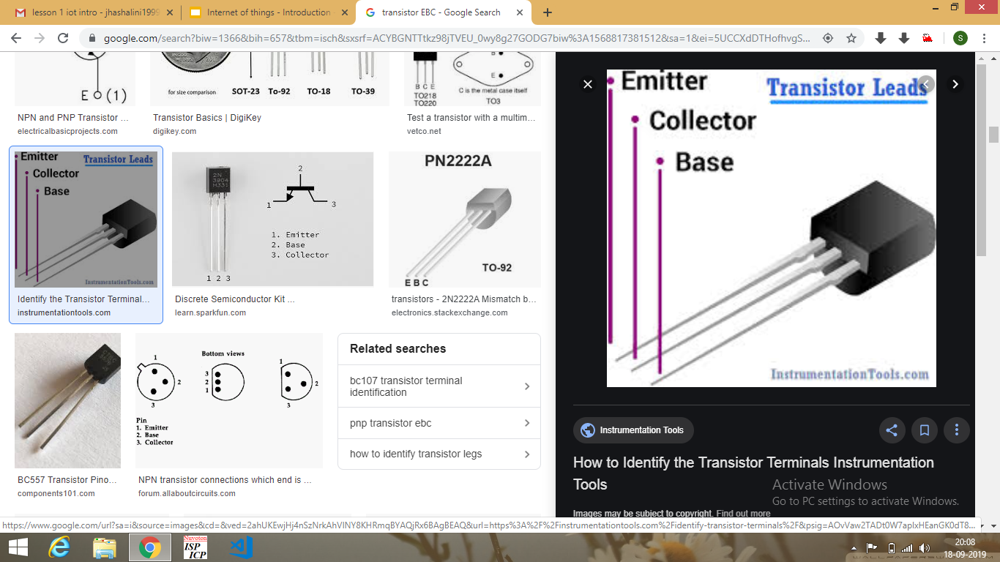 lesson 1 iot intro - jhashalini1999
Internet of things - Introduction
transistor EBC - Google Search
google.com/search?biw=1366&bih=657&tbm=isch&sxsrf=ACYBGNTTtkz98jTVEU_0wy8g27GODG7biw%3A1568817381512&sa=1&ei=5UCCXdDTHofhvgS...
S
E (1)
for size comparison
SOT-23
To-92
TO-18
TO-39
B C E
TO218
TO220
B
E
C is the metal case itself
TO3
NPN and PNP Transistor ...
electricalbasicprojects.com
Transistor Basics | DigiKey
digikey.com
Test a transistor with a multim...
vetco.net
Emitter
Transistor Leads
Collector
Base
InstrumentationTools.com
Identify the Transistor Terminal...
instrumentationtools.com
2N
3904
H331
2
1
3
1. Emitter
2. Base
3. Collector
1 2 3
Discrete Semiconductor Kit ...
learn.sparkfun.com
PN2222A
TO-92
E B C
transistors - 2N2222A Mismatch b...
electronics.stackexchange.com
BC557 Transistor Pino...
components101.com
Bottom views
1
2
3
3
2
1
1
2
3
Pin
1. Emitter
2. Base
3. Collector
NPN transistor connections which end is ...
forum.allaboutcircuits.com
Related searches
bc107 transistor terminal
identification
pnp transistor ebc
how to identify transistor legs
Emitter
Transistor Leads
Collector
Base
InstrumentationTools.com
Instrumentation Tools
How to Identify the Transistor Terminals Instrumentation
Tools
Images may be subject to copyright. Find out more
Activate Windows
Go to PC settings to activate Windows.
https://www.google.com/url?sa=i&source=images&cd=&ved=2ahUKEwjHj4nSzNrkAhVINY8KHRmqBYAQjRx6BAgBEAQ&url=https%3A%2F%2Finstrumentationtools.com%2Fidentify-transistor-terminals%2F&psig=AOvVaw2TADt0W7aplxHEanGK0dT8...
Nuvoton
ISP
ICP
20:08
18-09-2019